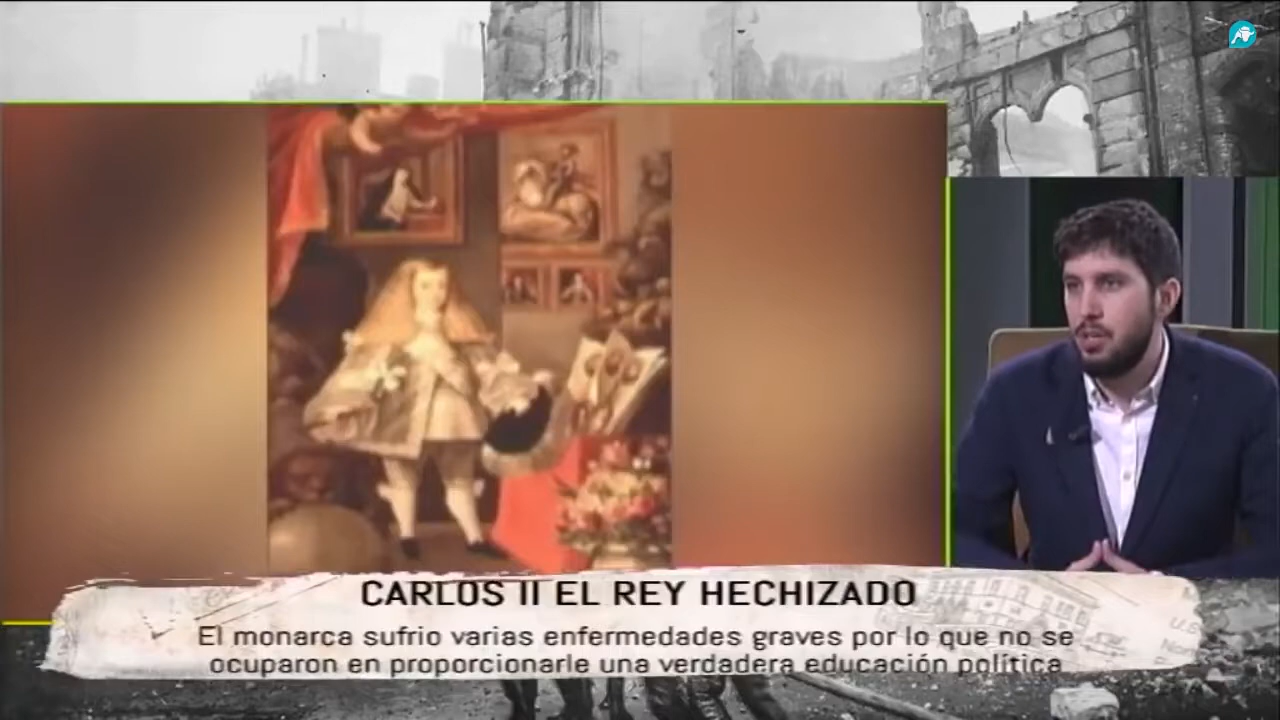 CARLOS II EL REY HECHIZADO
El monarca sufrio varias enfermedades graves por lo que no se
ocuparon en proporcionarle una verdadera educación política